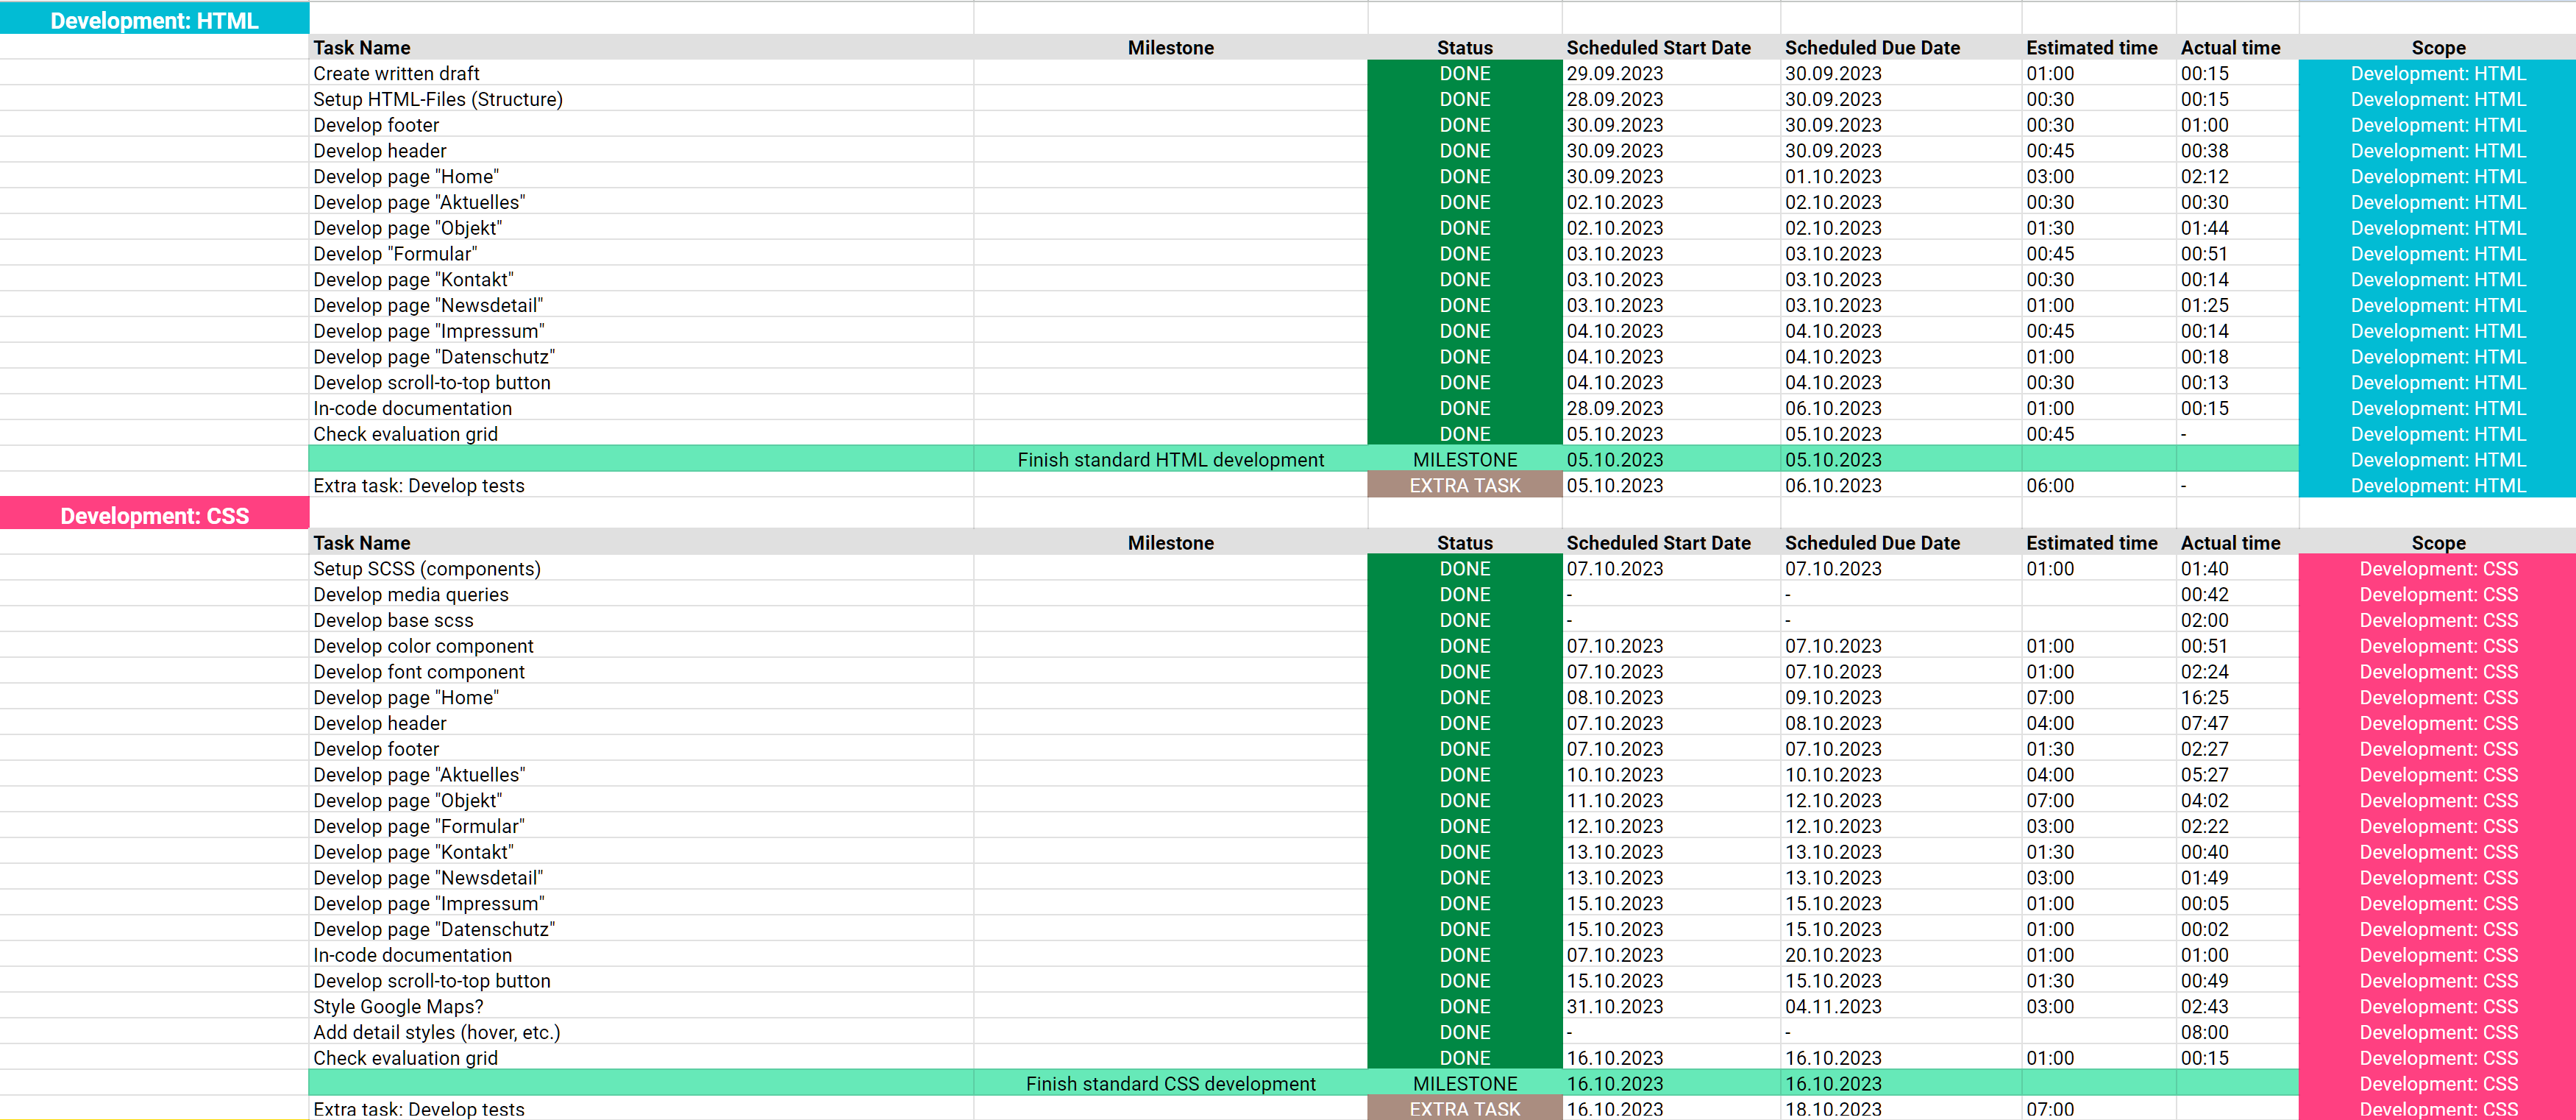 Development: HTML
Task Name Milestone Status Scheduled Start Date Scheduled Due Date Estimated time Actual time Scope
Create written draft DONE 29.09.2023 30.09.2023 01:00 00:15 Development: HTML
Setup HTML-Files (Structure) DONE 28.09.2023 30.09.2023 00:30 00:15 Development: HTML
Develop footer DONE 30.09.2023 30.09.2023 00:30 01:00 Development: HTML
Develop header DONE 30.09.2023 30.09.2023 00:45 00:38 Development: HTML
Develop page "Home" DONE 30.09.2023 01.10.2023 03:00 02:12 Development: HTML
Develop page "Aktuelles" DONE 02.10.2023 02.10.2023 00:30 00:30 Development: HTML
Develop page "Objekt" DONE 02.10.2023 02.10.2023 01:30 01:44 Development: HTML
Develop "Formular" DONE 03.10.2023 03.10.2023 00:45 00:51 Development: HTML
Develop page "Kontakt" DONE 03.10.2023 03.10.2023 00:30 00:14 Development: HTML
Develop page "Newsdetail" DONE 03.10.2023 03.10.2023 01:00 01:25 Development: HTML
Develop page "Impressum" DONE 04.10.2023 04.10.2023 00:45 00:14 Development: HTML
Develop page "Datenschutz" DONE 04.10.2023 04.10.2023 01:00 00:18 Development: HTML
Develop scroll-to-top button DONE 04.10.2023 04.10.2023 00:30 00:13 Development: HTML
In-code documentation DONE 28.09.2023 06.10.2023 01:00 00:15 Development: HTML
Check evaluation grid DONE 05.10.2023 05.10.2023 00:45 - Development: HTML
Finish standard HTML development MILESTONE 05.10.2023 05.10.2023 Development: HTML
Extra task: Develop tests EXTRA TASK 05.10.2023 06.10.2023 06:00 - Development: HTML
Development: CSS
Task Name Milestone Status Scheduled Start Date Scheduled Due Date Estimated time Actual time Scope
Setup SCSS (components) DONE 07.10.2023 07.10.2023 01:00 01:40 Development: CSS
Develop media queries DONE - - 00:42 Development: CSS
Develop base scss DONE - - 02:00 Development: CSS
Develop color component DONE 07.10.2023 07.10.2023 01:00 00:51 Development: CSS
Develop font component DONE 07.10.2023 07.10.2023 01:00 02:24 Development: CSS
Develop page "Home" DONE 08.10.2023 09.10.2023 07:00 16:25 Development: CSS
Develop header DONE 07.10.2023 08.10.2023 04:00 07:47 Development: CSS
Develop footer DONE 07.10.2023 07.10.2023 01:30 02:27 Development: CSS
Develop page "Aktuelles" DONE 10.10.2023 10.10.2023 04:00 05:27 Development: CSS
Develop page "Objekt" DONE 11.10.2023 12.10.2023 07:00 04:02 Development: CSS
Develop page "Formular" DONE 12.10.2023 12.10.2023 03:00 02:22 Development: CSS
Develop page "Kontakt" DONE 13.10.2023 13.10.2023 01:30 00:40 Development: CSS
Develop page "Newsdetail" DONE 13.10.2023 13.10.2023 03:00 01:49 Development: CSS
Develop page "Impressum" DONE 15.10.2023 15.10.2023 01:00 00:05 Development: CSS
Develop page "Datenschutz" DONE 15.10.2023 15.10.2023 01:00 00:02 Development: CSS
In-code documentation DONE 07.10.2023 20.10.2023 01:00 01:00 Development: CSS
Develop scroll-to-top button DONE 15.10.2023 15.10.2023 01:30 00:49 Development: CSS
Style Google Maps? DONE 31.10.2023 04.11.2023 03:00 02:43 Development: CSS
Add detail styles (hover, etc.) DONE - - 08:00 Development: CSS
Check evaluation grid DONE 16.10.2023 16.10.2023 01:00 00:15 Development: CSS
Finish standard CSS development MILESTONE 16.10.2023 16.10.2023 Development: CSS
Extra task: Develop tests EXTRA TASK 16.10.2023 18.10.2023 07:00 Development: CSS